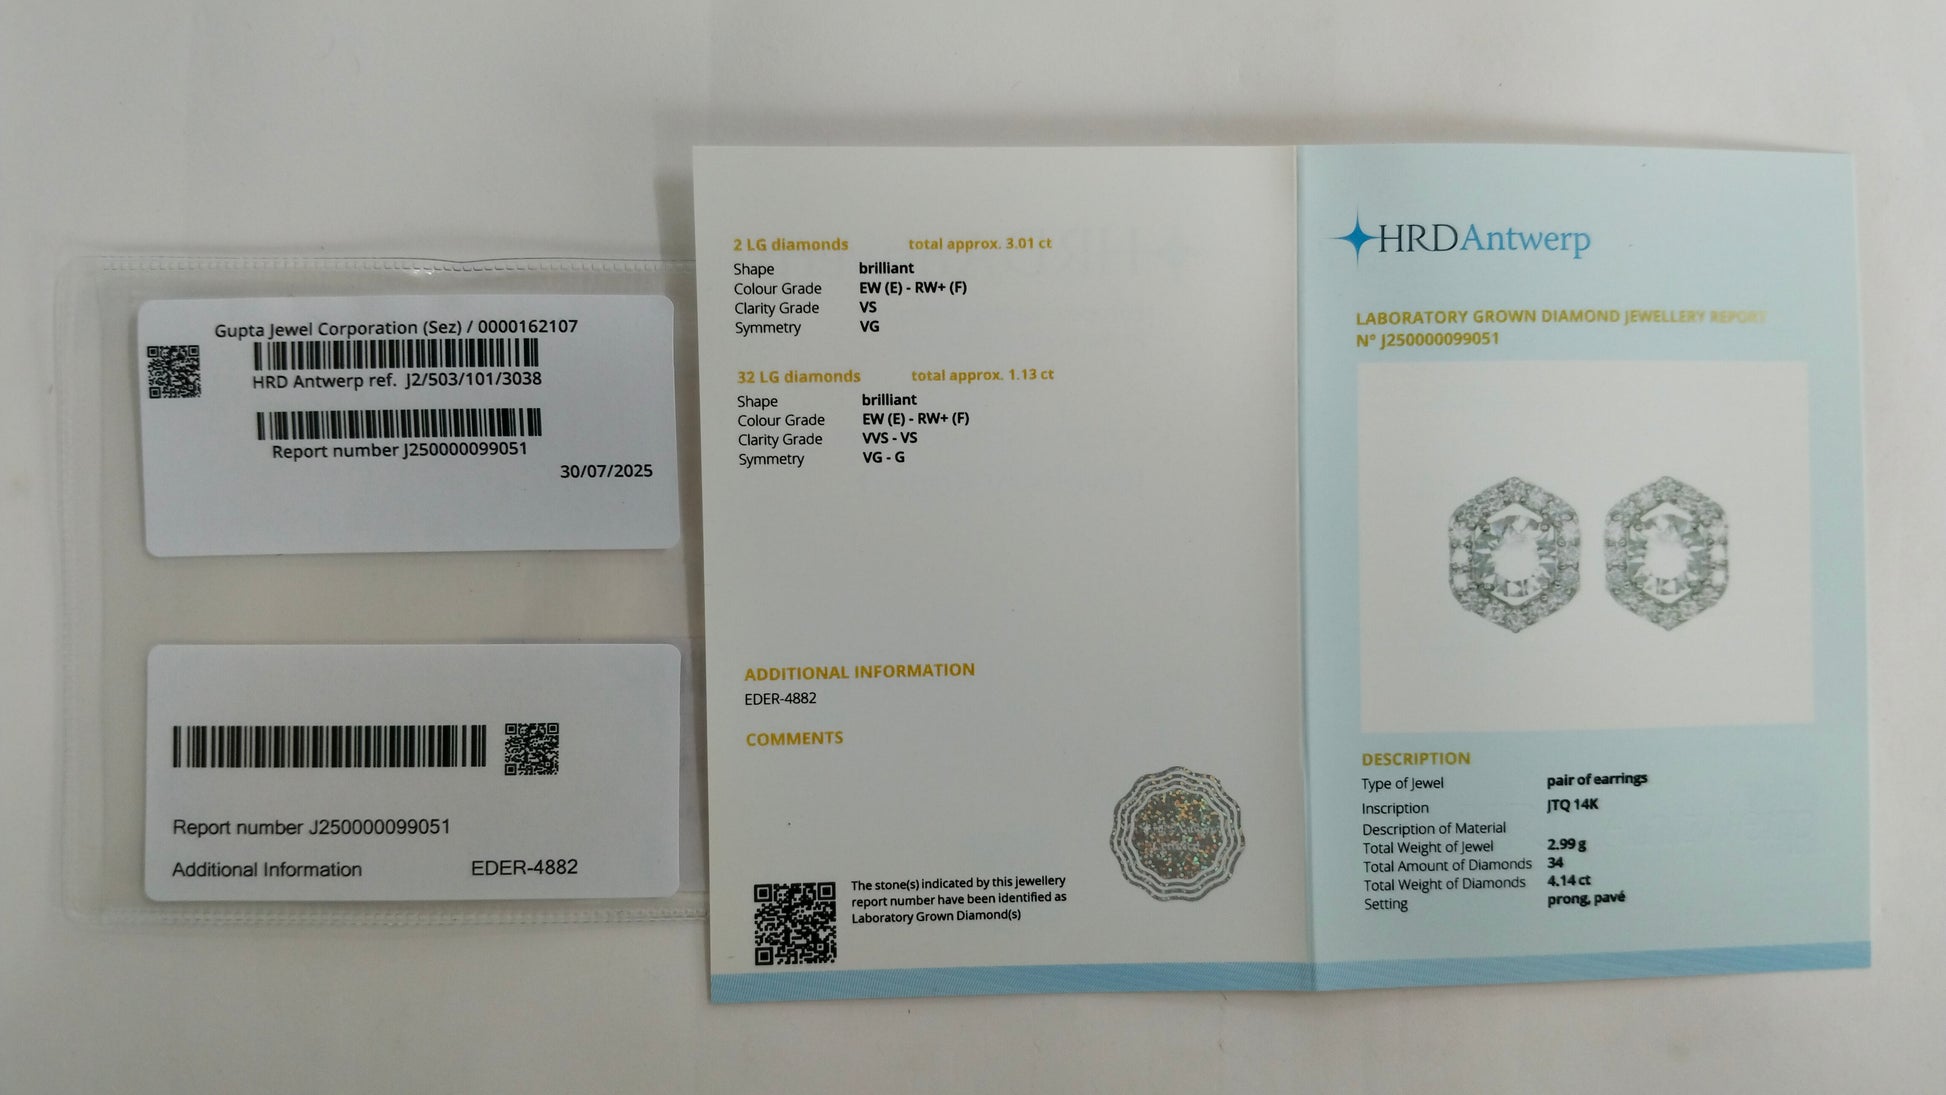 Gupta Jewel Corporation (Sez) / 0000162107
HRD Antwerp ref. J2/503/101/3038
Report number J250000099051
30/07/2025
Report number J250000099051
Additional Information EDER-4882
2 LG diamonds total approx. 3.01 ct
Shape brilliant
Colour Grade EW (E) - RW+ (F)
Clarity Grade VS
Symmetry VG
32 LG diamonds total approx. 1.13 ct
Shape brilliant
Colour Grade EW (E) - RW+ (F)
Clarity Grade VVS - VS
Symmetry VG - G
ADDITIONAL INFORMATION
EDER-4882
COMMENTS
The stone(s) indicated by this jewellery
report number have been identified as
Laboratory Grown Diamond(s)
HRDAntwerp
LABORATORY GROWN DIAMOND JEWELLERY REPORT
N° J250000099051
DESCRIPTION
Type of Jewel pair of earrings
Inscription JTQ 14K
Description of Material
Total Weight of Jewel 2.99 g
Total Amount of Diamonds 34
Total Weight of Diamonds 4.14 ct
Setting prong, pavé